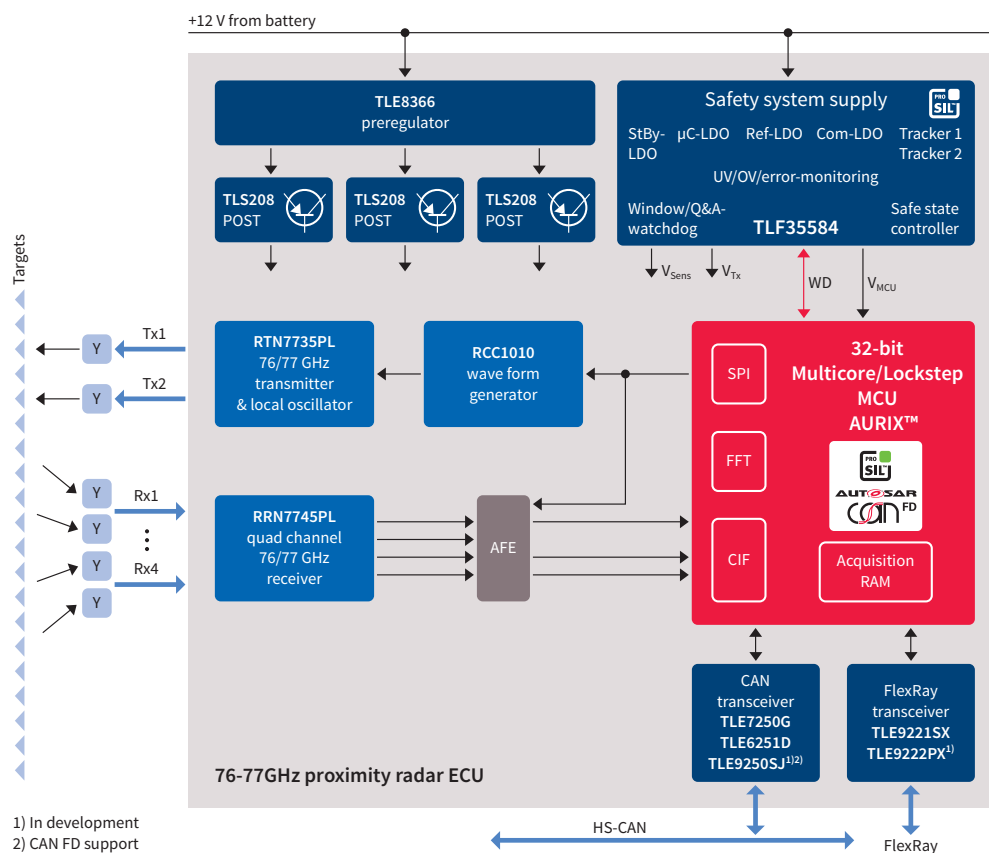 +12 V from battery
TLE8366
preregulator
TLS208
POST
TLS208
POST
TLS208
POST
Safety system supply
PRO
SIL
StBy-
LDO
µC-LDO
Ref-LDO
Com-LDO
Tracker 1
Tracker 2
UV/OV/error-monitoring
Window/Q&A-
watchdog
TLF35584
Safe state
controller
VSens
VTx
WD
VMCU
Targets
Tx1
Y
Tx2
Y
Rx1
Y
Y
Rx4
Y
Y
RTN7735PL
76/77 GHz
transmitter
& local oscillator
RCC1010
wave form
generator
RRN7745PL
quad channel
76/77 GHz
receiver
AFE
SPI
FFT
CIF
32-bit
Multicore/Lockstep
MCU
AURIX™
PRO
SIL
AUTOSAR
CAN FD
Acquisition
RAM
CAN
transceiver
TLE7250G
TLE6251D
TLE9250SJ1)2)
FlexRay
transceiver
TLE9221SX
TLE9222PX1)
76-77GHz proximity radar ECU
HS-CAN
FlexRay
1) In development
2) CAN FD support